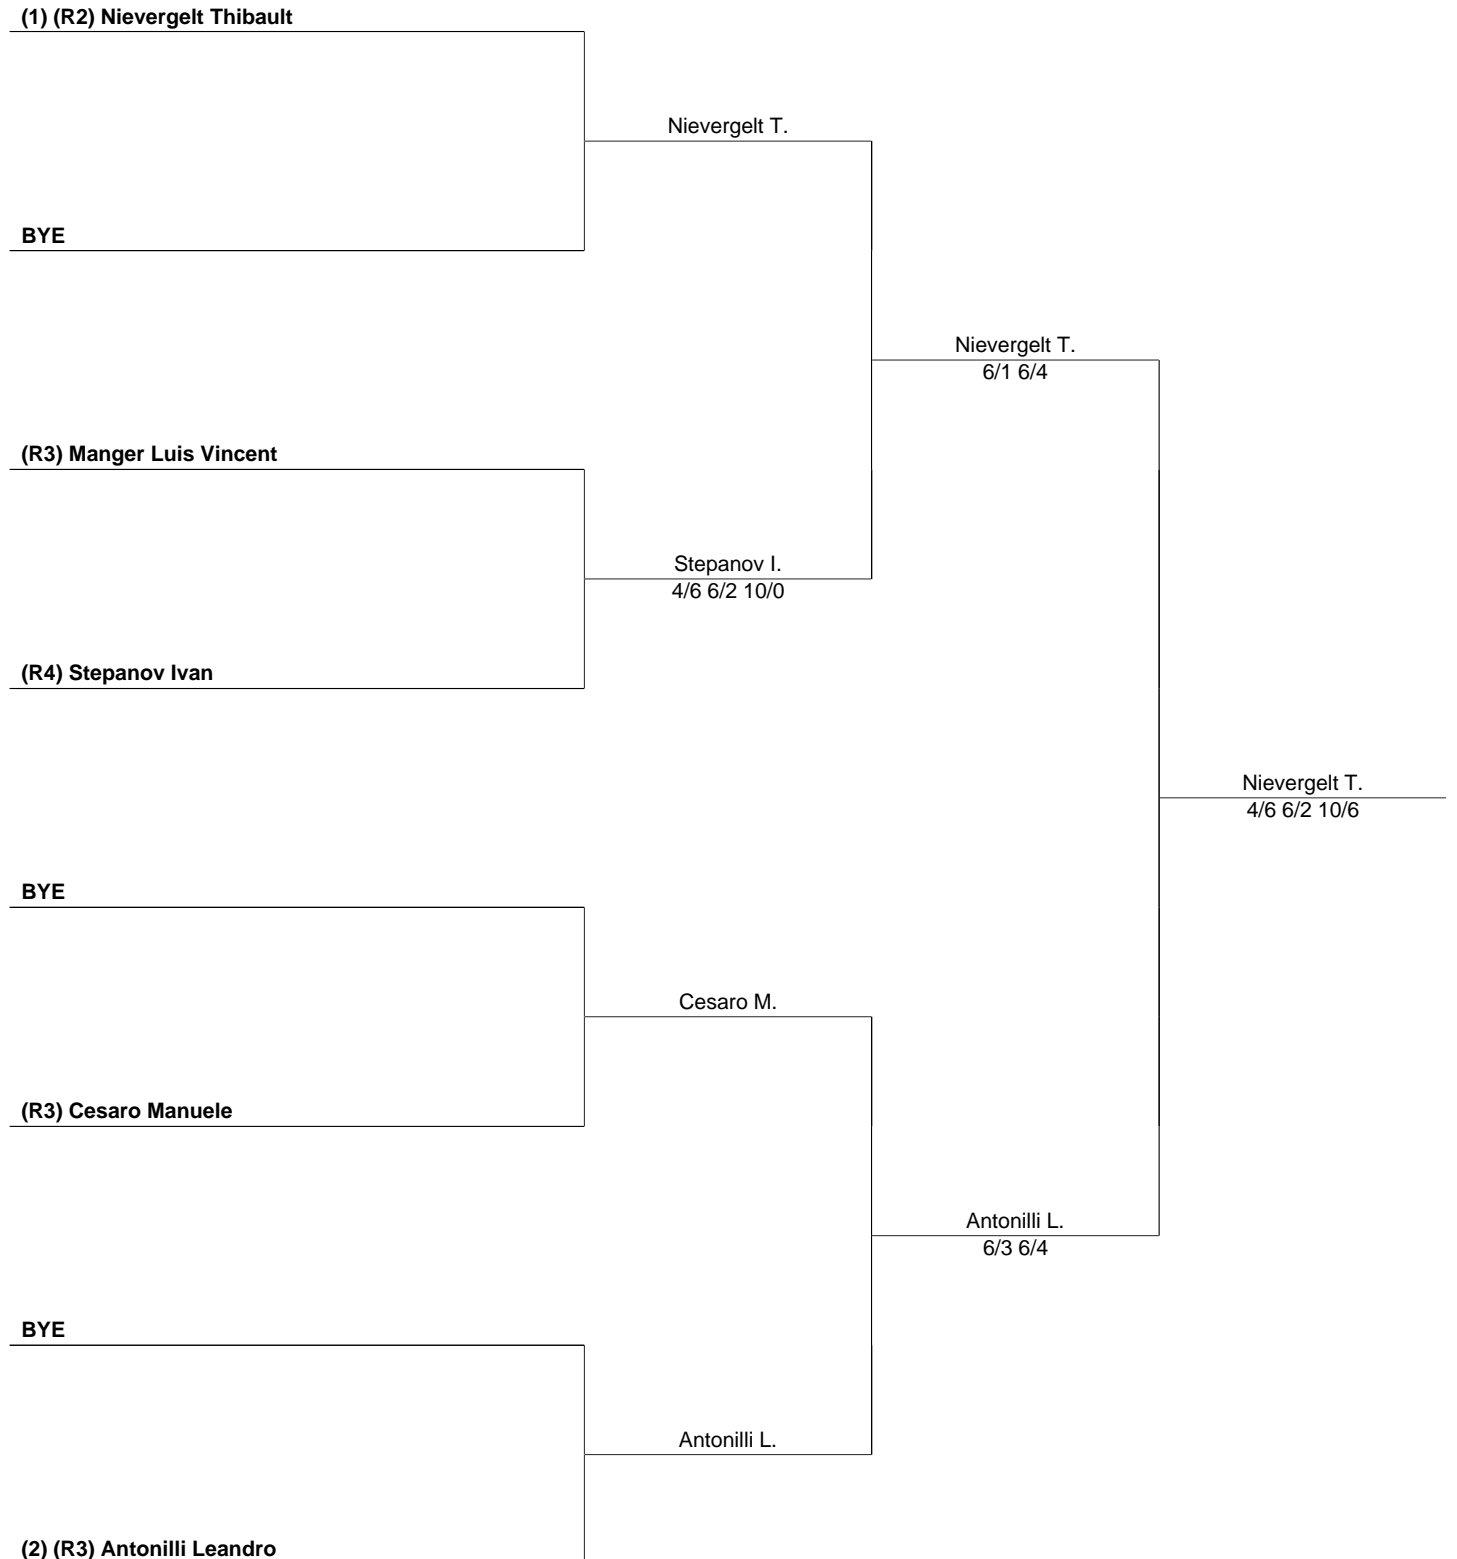 (1) (R2) Nievergelt Thibault
Nievergelt T.
BYE
Nievergelt T.
6/1 6/4
(R3) Manger Luis Vincent
Stepanov I.
4/6 6/2 10/0
(R4) Stepanov Ivan
Nievergelt T.
4/6 6/2 10/6
BYE
Cesaro M.
(R3) Cesaro Manuele
Antonilli L.
6/3 6/4
BYE
Antonilli L.
(2) (R3) Antonilli Leandro